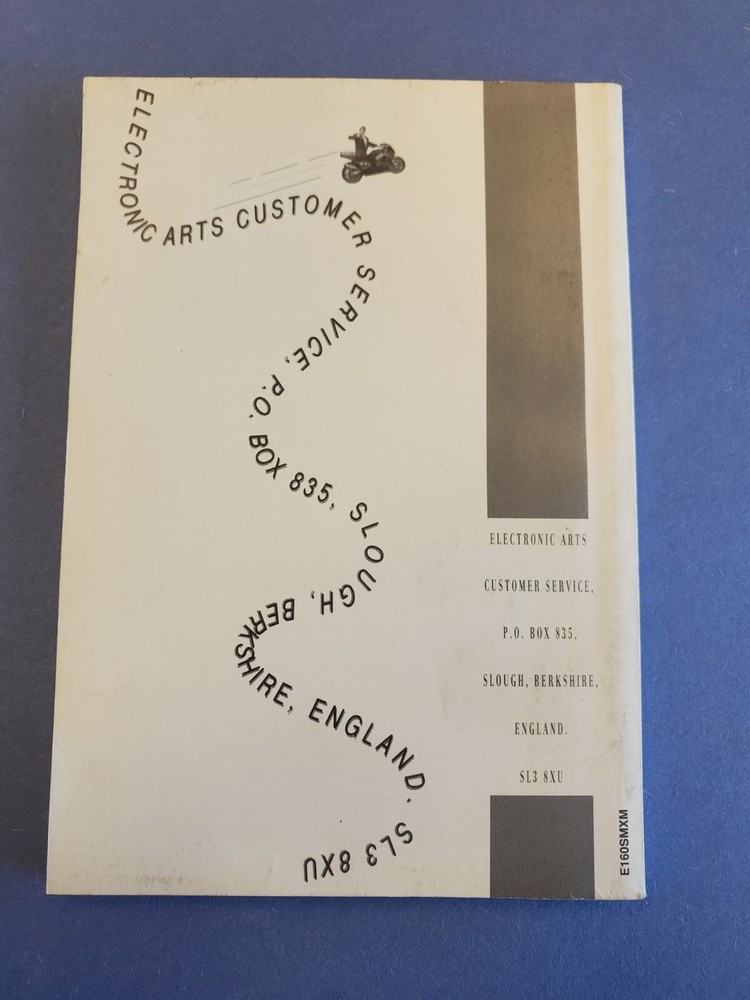 ELECTRONIC ARTS CUSTOMER SERVICE, P.O. BOX 835, SLOUGH, BERKSHIRE, ENGLAND. SL3 8XU
ELECTRONIC ARTS
CUSTOMER SERVICE,
P.O. BOX 835,
SLOUGH, BERKSHIRE,
ENGLAND.
SL3 8XU
E160SMXM